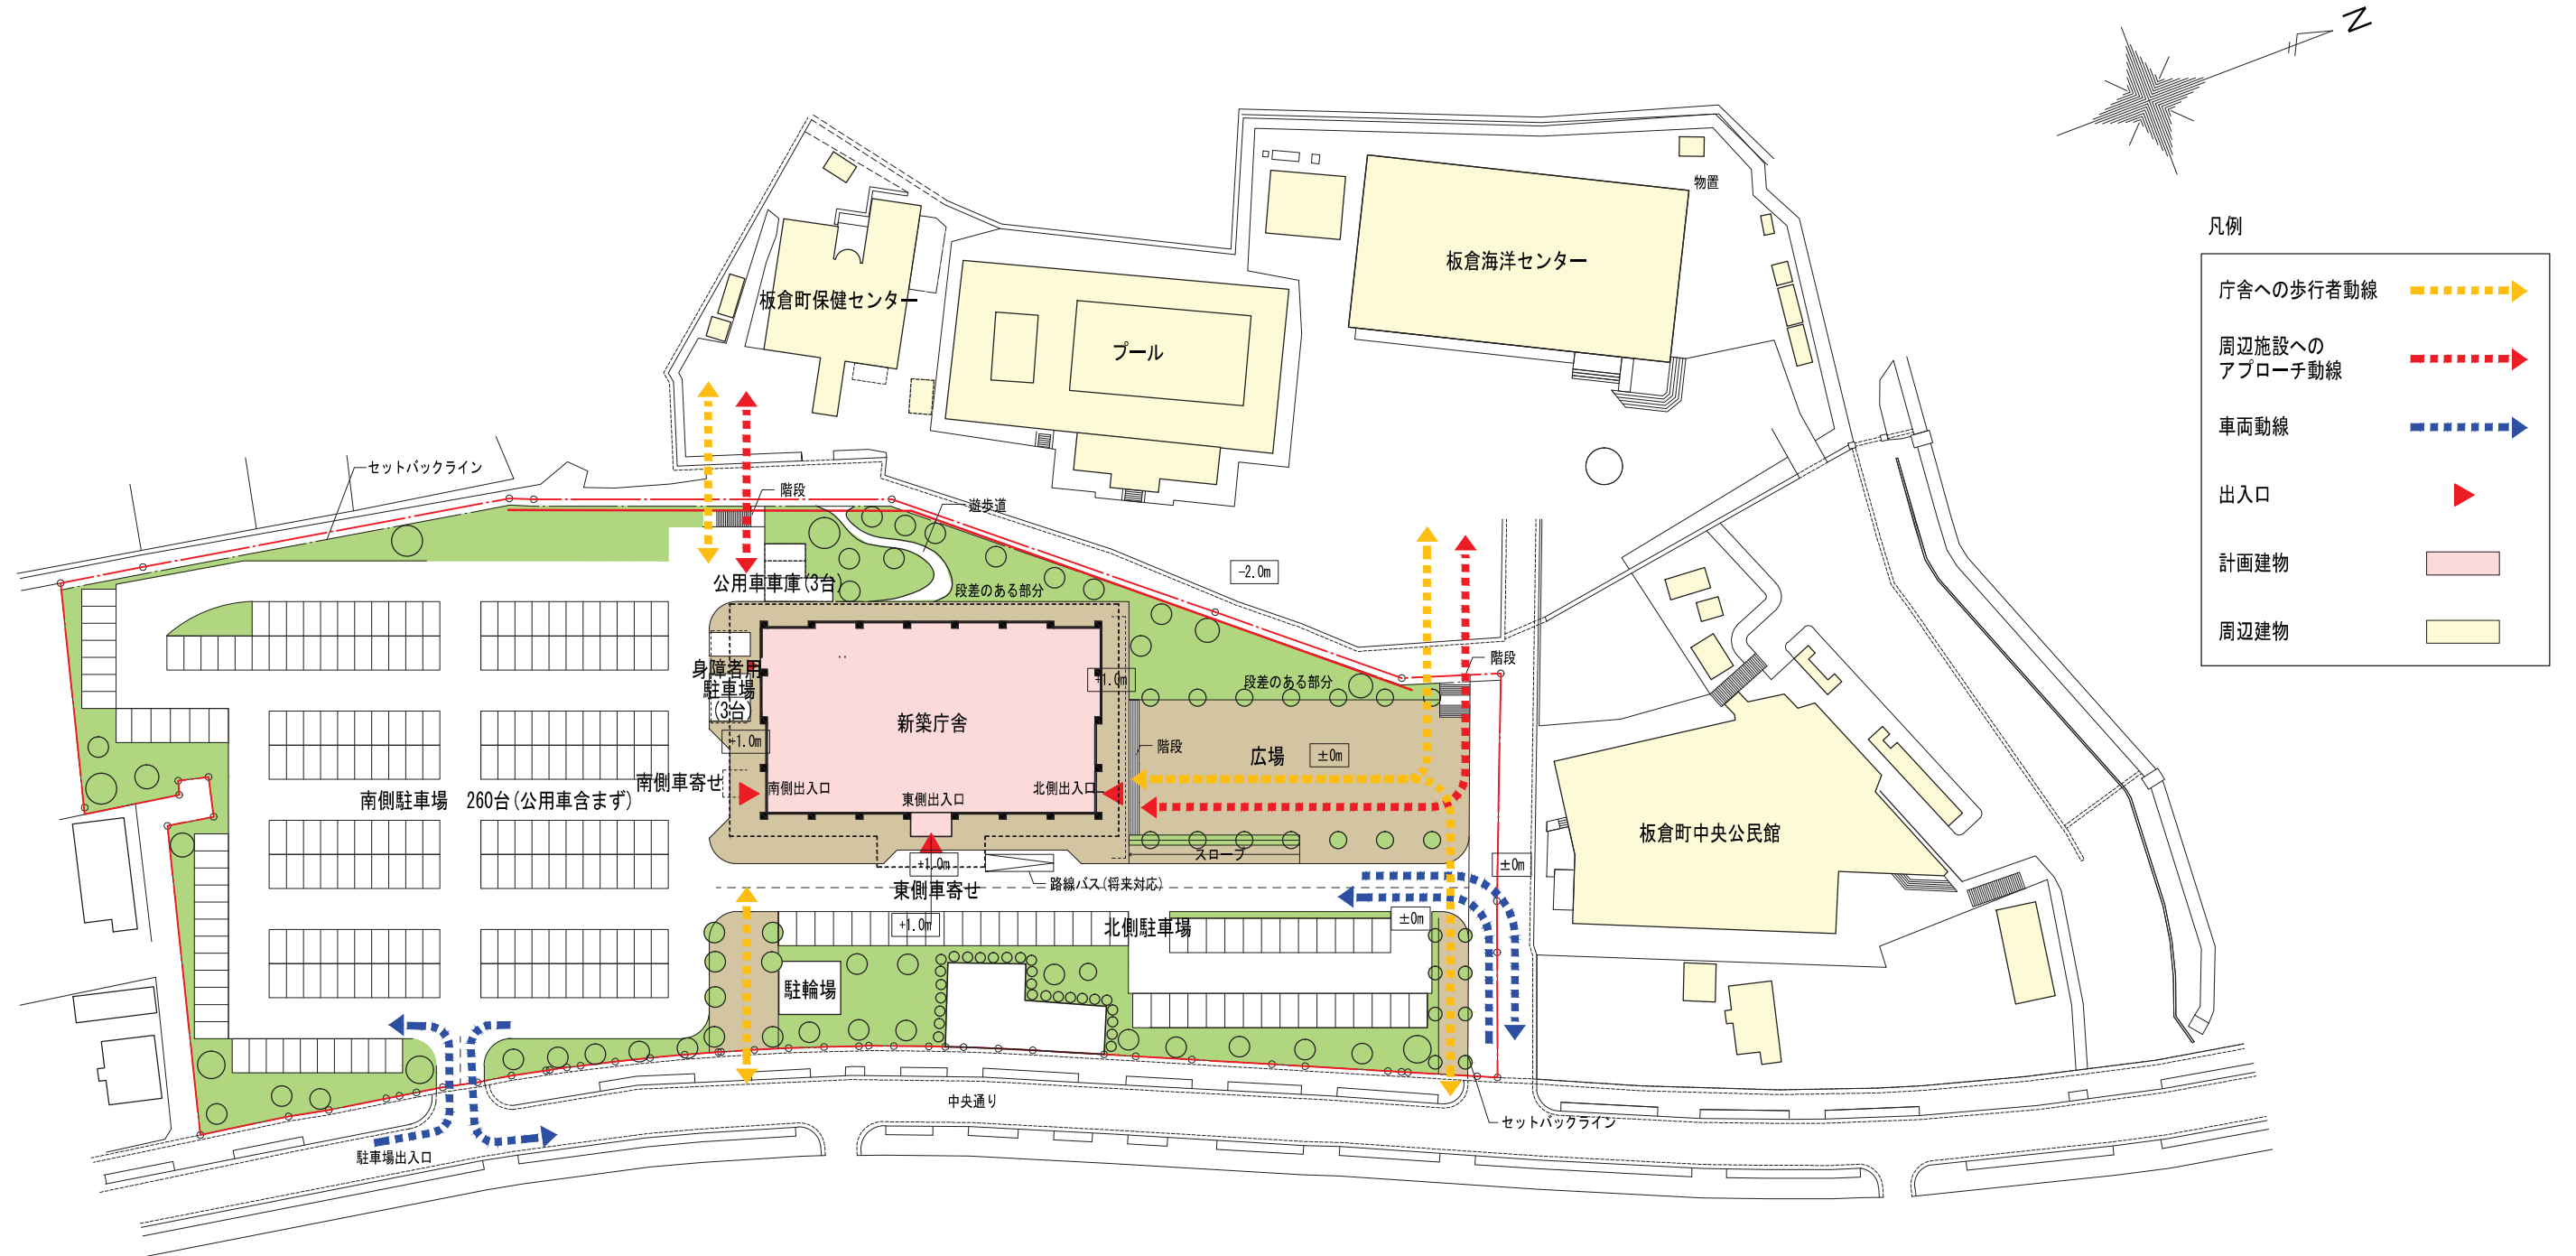 N
物置
凡例
板倉海洋センター
板倉町保健センター
プール
庁舎への歩行者動線
周辺施設への
アプローチ動線
車両動線
出入口
計画建物
周辺建物
セットバックライン
階段
遊歩道
-2.0m
公用車車庫(3台)
段差のある部分
身障者用
駐車場
(3台)
+1.0m
段差のある部分
階段
新築庁舎
+1.0m
階段
広場
±0m
南側車寄せ
南側出入口
北側出入口
東側出入口
南側駐車場 260台(公用車含まず)
板倉町中央公民館
スロープ
+1.0m
±0m
東側車寄せ
路線バス(将来対応)
+1.0m
北側駐車場
±0m
駐輪場
中央通り
セットバックライン
駐車場出入口